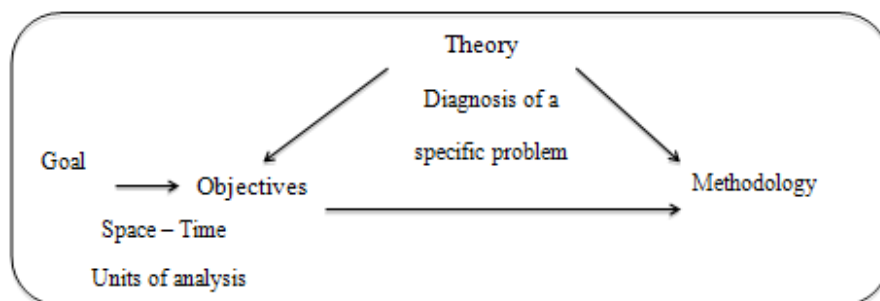 Theory
Diagnosis of a
specific problem
Goal
Objectives
Methodology
Space – Time
Units of analysis